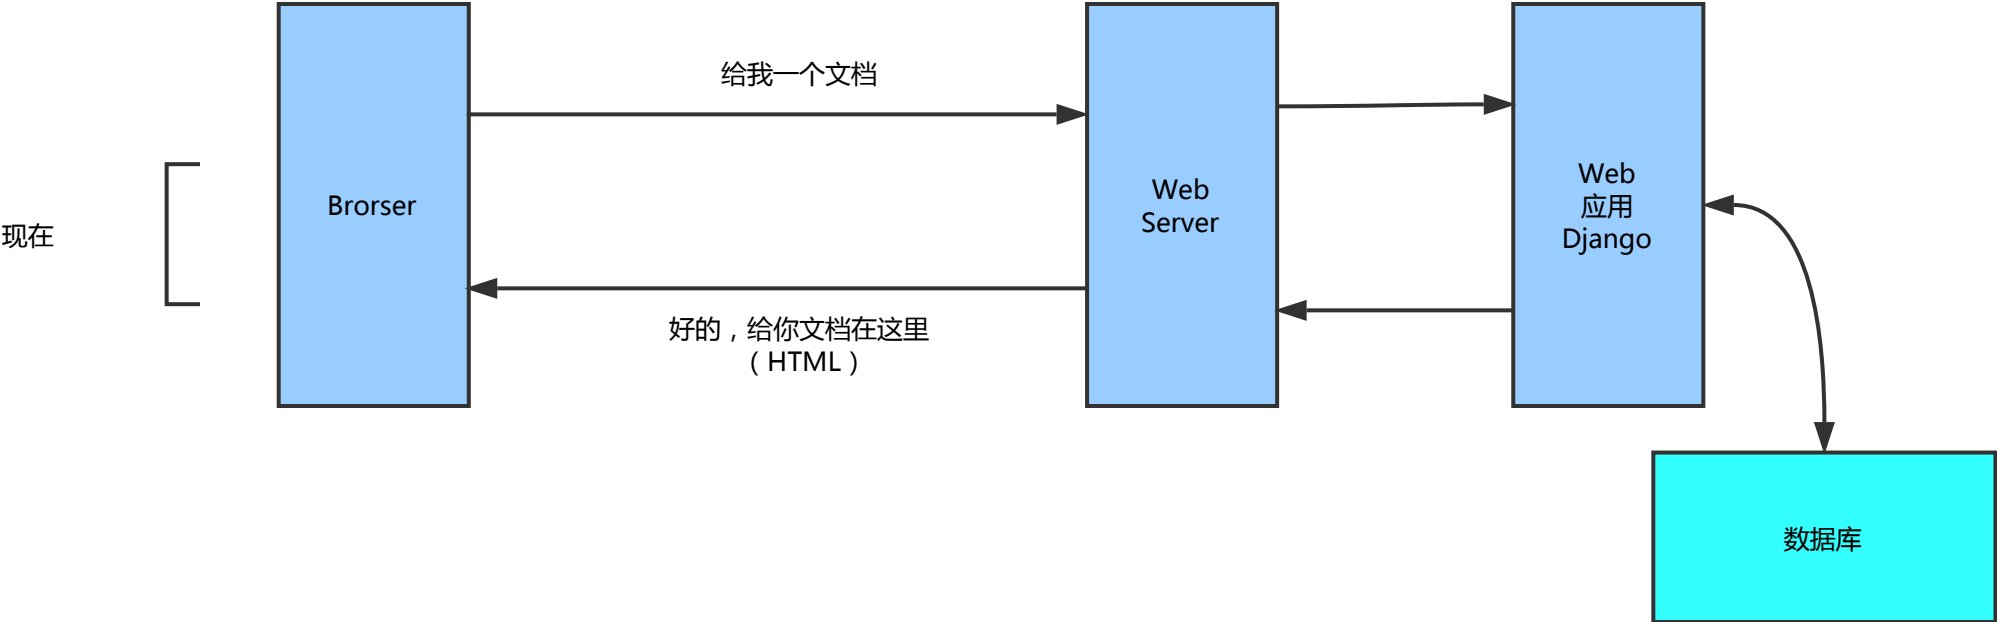 给我一个文档
Web
应用
Django
Web
Server
Brorser
现在
好的，给你文档在这里
（HTML）
数据库